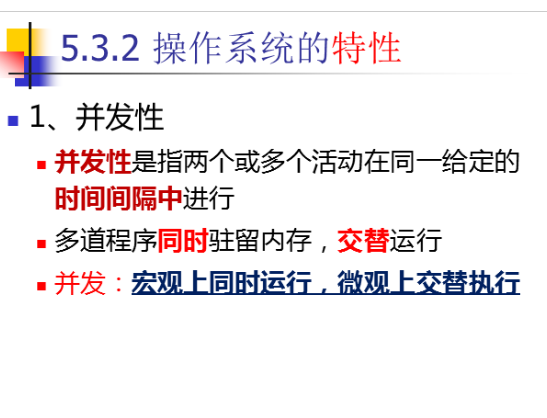 5.3.2 操作系统的特性
1、并发性
并发性是指两个或多个活动在同一给定的
时间间隔中进行
多道程序同时驻留内存，交替运行
并发：宏观上同时运行，微观上交替执行